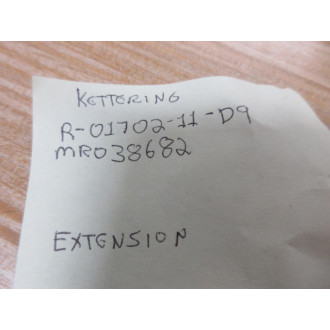 KETTERING
R-01702-11-D9
MR038682
EXTENSION